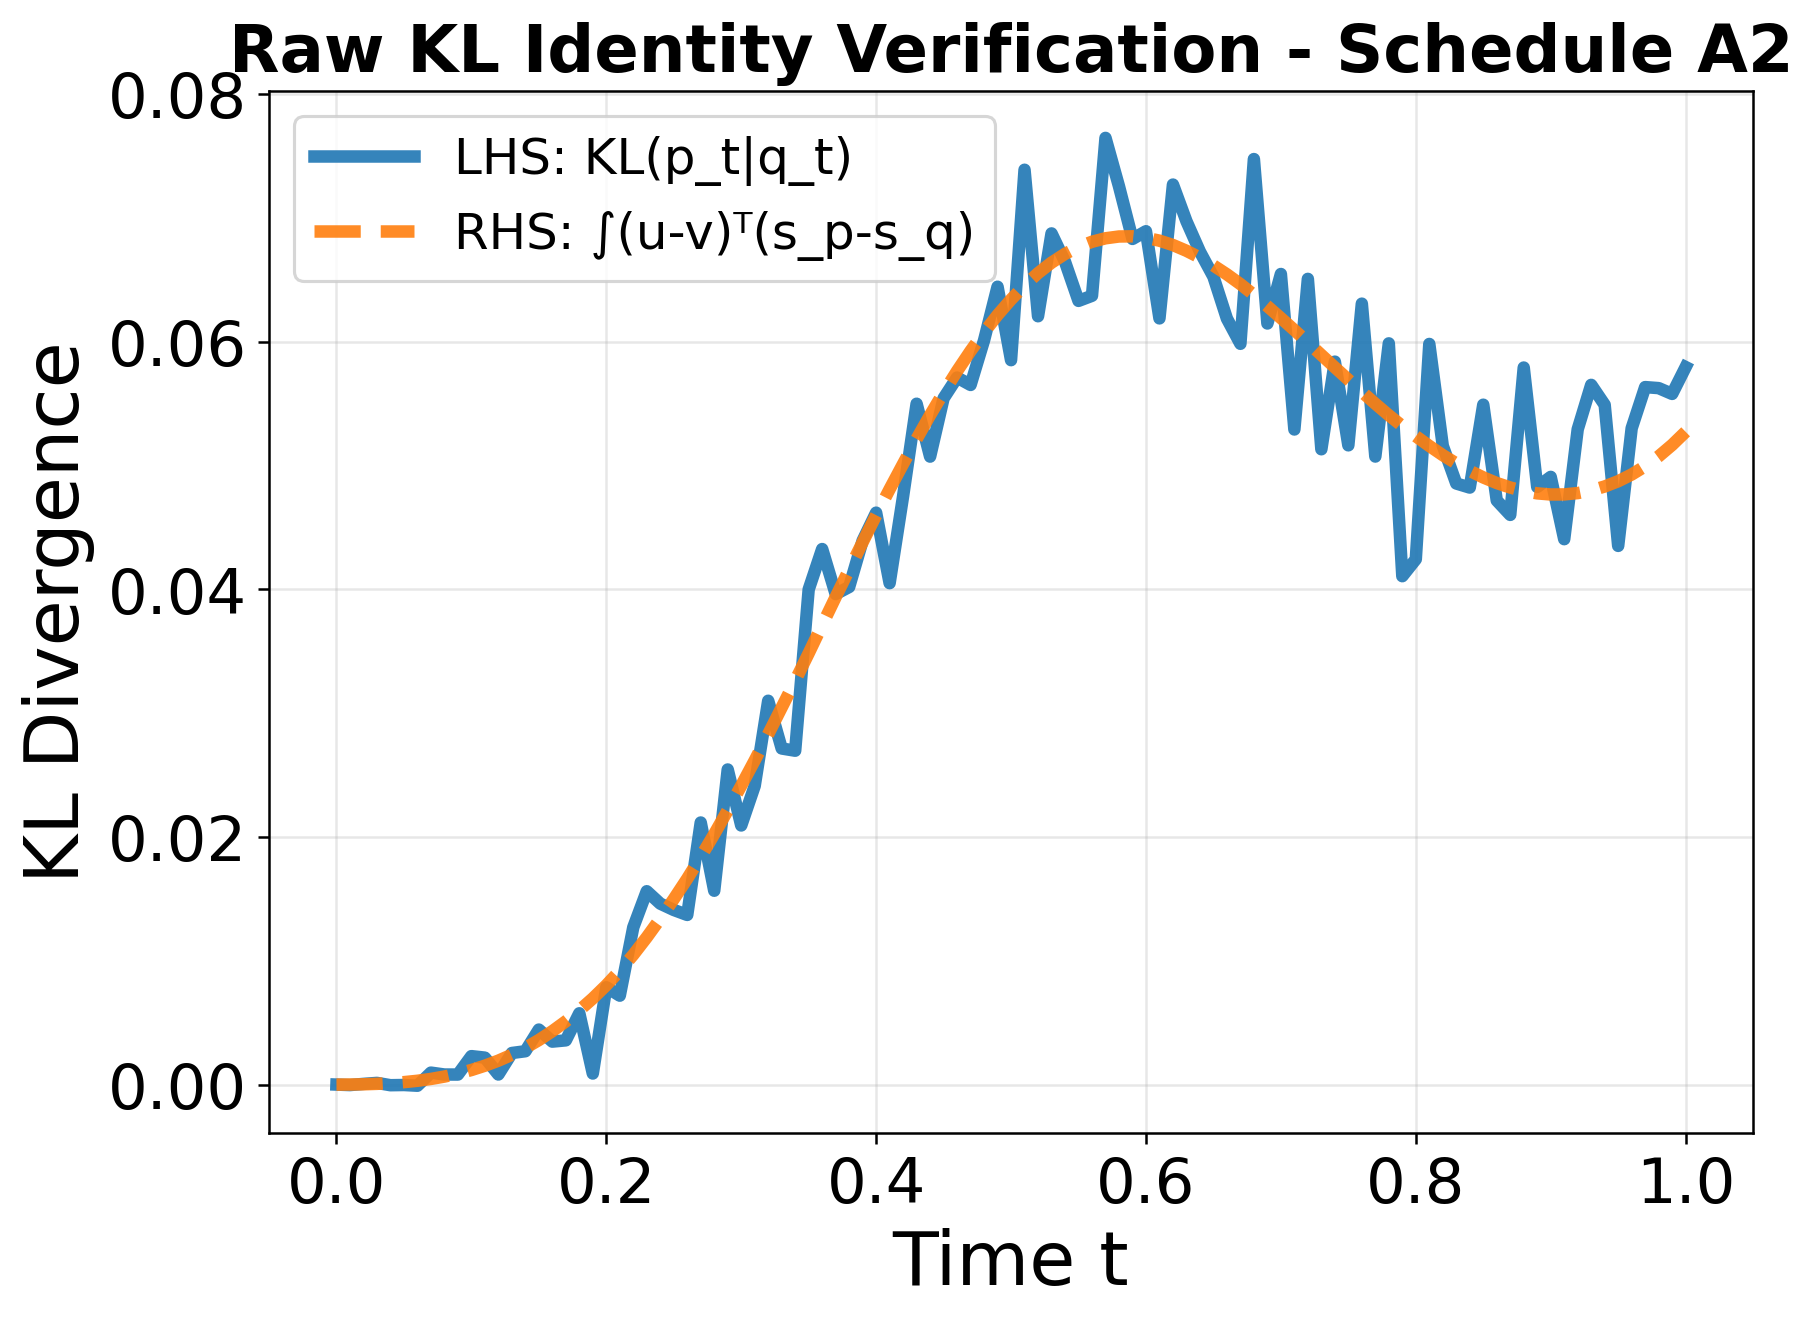 Raw KL Identity Verification - Schedule A2
LHS: KL(p_t|q_t)
RHS: ∫(u-v)ᵀ(s_p-s_q)
KL Divergence
0.08
0.06
0.04
0.02
0.00
0.0 0.2 0.4 0.6 0.8 1.0
Time t